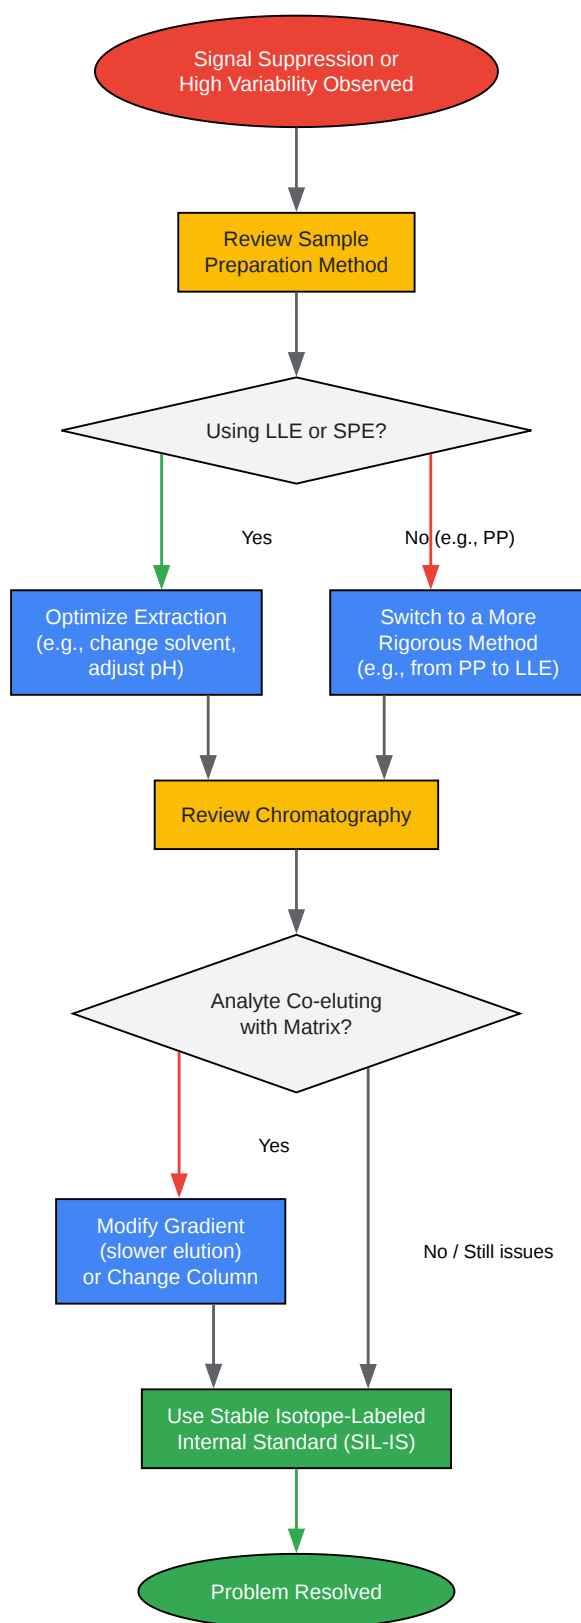 Signal Suppression or
High Variability Observed
Review Sample
Preparation Method
Using LLE or SPE?
Yes
No (e.g., PP)
Optimize Extraction
(e.g., change solvent,
adjust pH)
Switch to a More
Rigorous Method
(e.g., from PP to LLE)
Review Chromatography
Analyte Co-eluting
with Matrix?
Yes
Modify Gradient
(slower elution)
or Change Column
No / Still issues
Use Stable Isotope-Labeled
Internal Standard (SIL-IS)
Problem Resolved